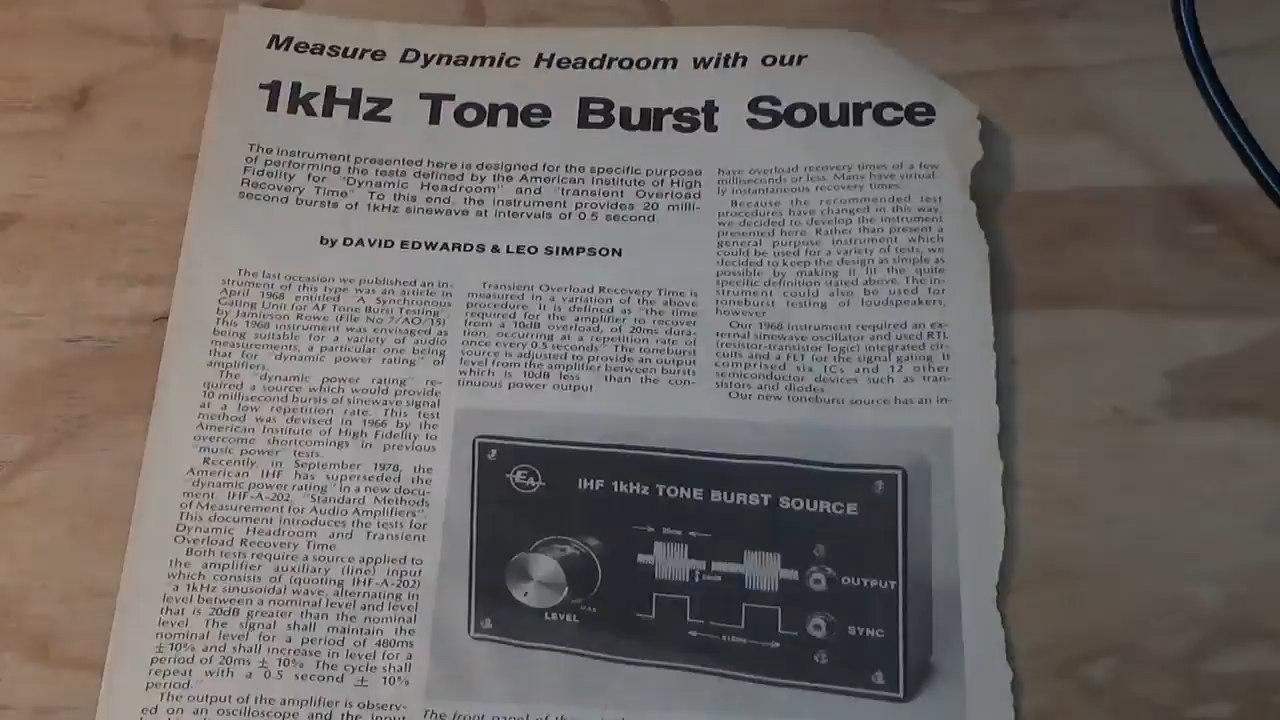 Measure Dynamic Headroom with our
1kHz Tone Burst Source
The instrument presented here is designed for the specific purpose
of performing the tests defined by the American Institute of High
Fidelity for "Dynamic Headroom" and "transient Overload
Recovery Time". To this end, the instrument provides 20 milli-
second bursts of 1kHz sinewave at intervals of 0.5 second.
by DAVID EDWARDS & LEO SIMPSON
The last occasion we published an in-
strument of this type was an article in
April 1968 entitled "A Synchronous
Gating Unit for AF Tone Burst Testing"
by Jamieson Rowe (File No 7/AO/15)
This 1968 instrument was envisaged as
being suitable for a variety of audio
measurements, a particular one being
that for "dynamic power rating" of
amplifiers.
The "dynamic power rating" re-
quired a source which would provide
10 millisecond bursts of sinewave signal
at a low repetition rate. This test
method was devised in 1966 by the
American Institute of High Fidelity to
overcome shortcomings in previous
"music power" tests.
Recently, in September 1978, the
American IHF has superseded the
"dynamic power rating" in a new docu-
ment, IHF-A-202, "Standard Methods
of Measurement for Audio Amplifiers".
This document introduces the tests for
Dynamic Headroom and Transient
Overload Recovery Time.
Both tests require a source applied to
the amplifier auxiliary (line) input
which consists of (quoting IHF-A-202)
"a 1kHz sinusoidal wave, alternating in
level between a nominal level and level
that is 20dB greater than the nominal
level. The signal shall maintain the
nominal level for a period of 480ms
±10% and shall increase in level for a
period of 20ms ± 10%. The cycle shall
repeat with a 0.5 second ± 10%
period."
The output of the amplifier is observ-
ed on an oscilloscope and the input
Transient Overload Recovery Time is
measured in a variation of the above
procedure. It is defined as "the time
required for the amplifier to recover
from a 10dB overload, of 20ms dura-
tion, occurring at a repetition rate of
once every 0.5 seconds" The toneburst
source is adjusted to provide an output
level from the amplifier between bursts
which is 10dB less than the con-
tinuous power output
have overload recovery times of a few
milliseconds or less. Many have virtual-
ly instantaneous recovery times.
Because the recommended test
procedures have changed in this way,
we decided to develop the instrument
presented here. Rather than present a
general purpose instrument which
could be used for a variety of tests, we
decided to keep the design as simple as
possible by making it fit the quite
specific definition stated above. The in-
strument could also be used for
toneburst testing of loudspeakers,
however.
Our 1968 instrument required an ex-
ternal sinewave oscillator and used RTL
(resistor-transistor logic) integrated cir-
cuits and a FET for the signal gating. It
comprised six ICs and 12 other
semiconductor devices such as tran-
sistors and diodes.
Our new toneburst source has an in-
EA
IHF 1kHz TONE BURST SOURCE
20ms
OUTPUT
MAX
LEVEL
SYNC
The front panel of the